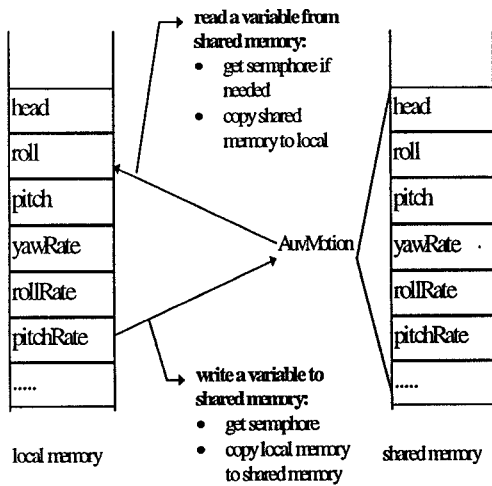 read a variable from
shared memory:
• get semaphore if
needed
• copy shared
memory to local
head
roll
pitch
yawRate
rollRate
pitchRate
.....
local memory
AuvMotion
head
roll
pitch
yawRate
rollRate
pitchRate
.....
shared memory
write a variable to
shared memory:
• get semaphore
• copy local memory
to shared memory